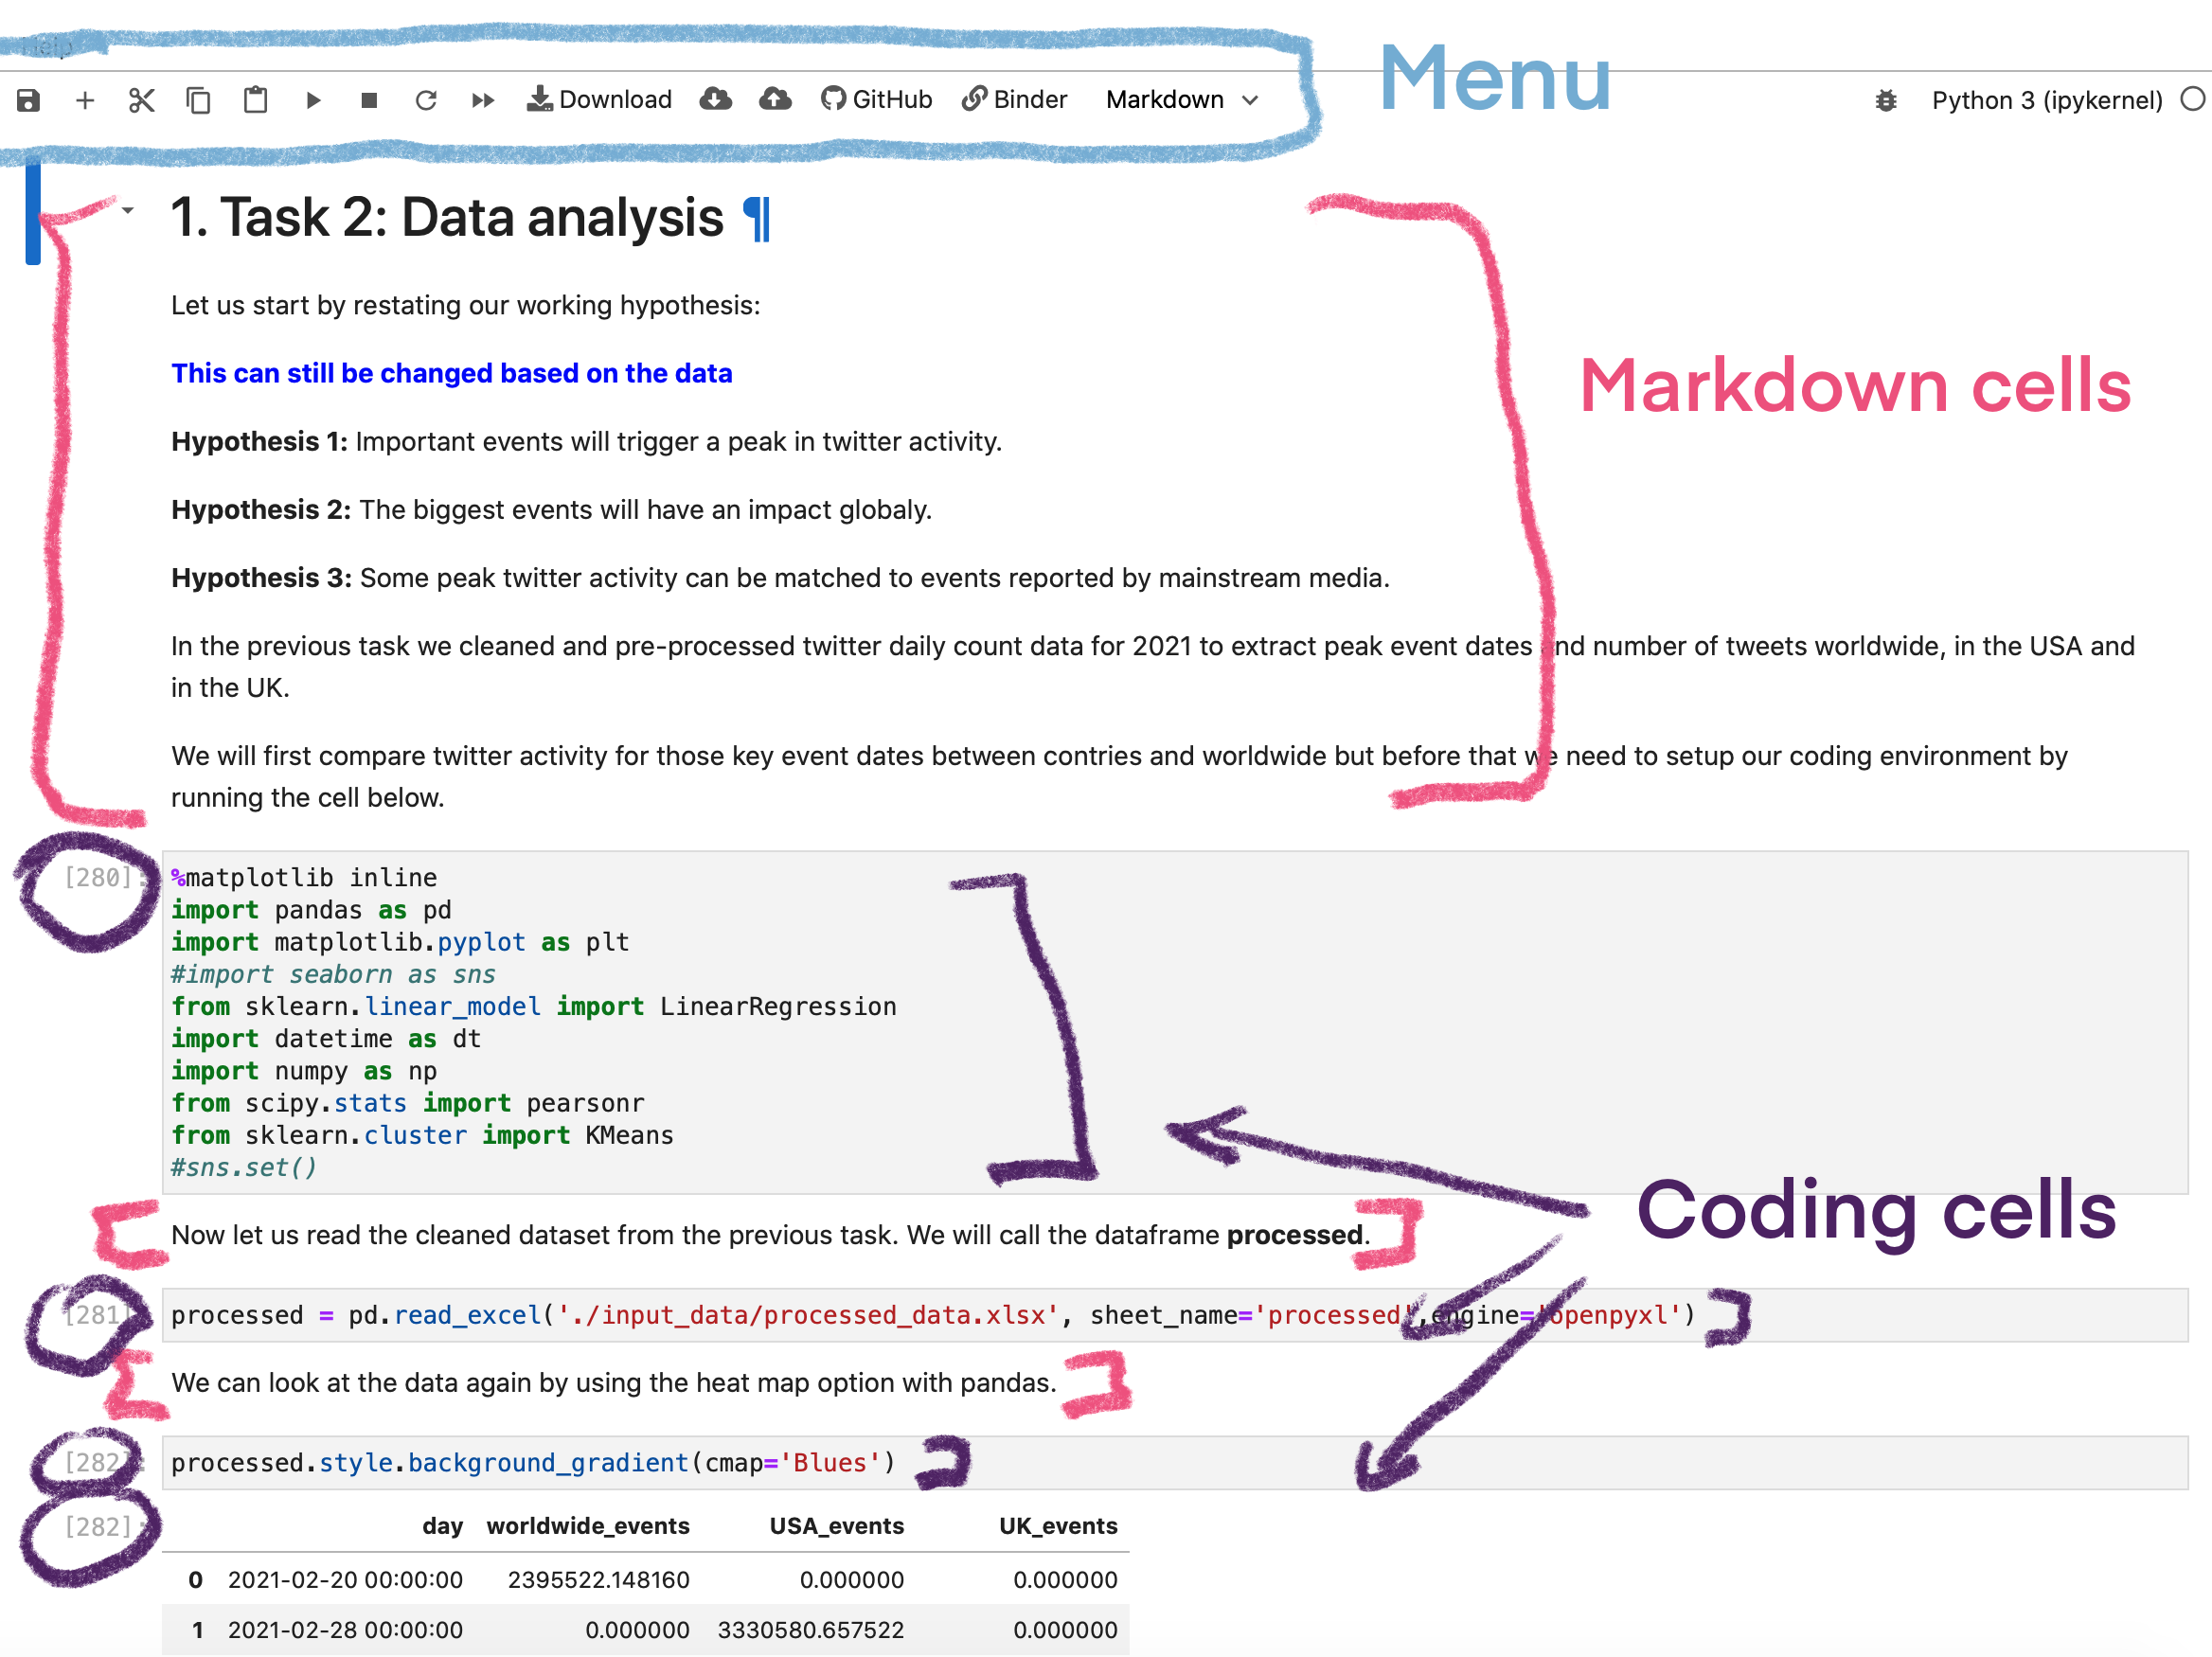 Help
Menu
Download GitHub Binder Markdown Python 3 (ipykernel)
1. Task 2: Data analysis ¶
Let us start by restating our working hypothesis:
This can still be changed based on the data
Markdown cells
Hypothesis 1: Important events will trigger a peak in twitter activity.
Hypothesis 2: The biggest events will have an impact globaly.
Hypothesis 3: Some peak twitter activity can be matched to events reported by mainstream media.
In the previous task we cleaned and pre-processed twitter daily count data for 2021 to extract peak event dates and number of tweets worldwide, in the USA and
in the UK.
We will first compare twitter activity for those key event dates between contries and worldwide but before that we need to setup our coding environment by
running the cell below.
[280]: %matplotlib inline
import pandas as pd
import matplotlib.pyplot as plt
#import seaborn as sns
from sklearn.linear_model import LinearRegression
import datetime as dt
import numpy as np
from scipy.stats import pearsonr
from sklearn.cluster import KMeans
#sns.set()
Coding cells
Now let us read the cleaned dataset from the previous task. We will call the dataframe processed.
[281]: processed = pd.read_excel('./input_data/processed_data.xlsx', sheet_name='processed',engine='openpyxl')
We can look at the data again by using the heat map option with pandas.
[282]: processed.style.background_gradient(cmap='Blues')
[282]: day worldwide_events USA_events UK_events
0 2021-02-20 00:00:00 2395522.148160 0.000000 0.000000
1 2021-02-28 00:00:00 0.000000 3330580.657522 0.000000